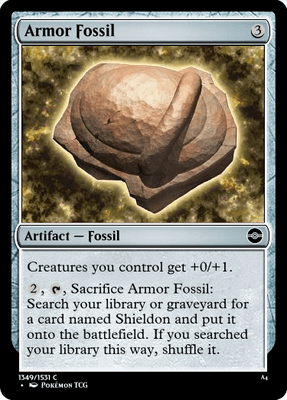 Armor Fossil 3
Artifact — Fossil
Creatures you control get +0/+1.
2, T, Sacrifice Armor Fossil:
Search your library or graveyard for
a card named Shieldon and put it
onto the battlefield. If you searched
your library this way, shuffle it.
1349/1531 C
POKÉMON TCG